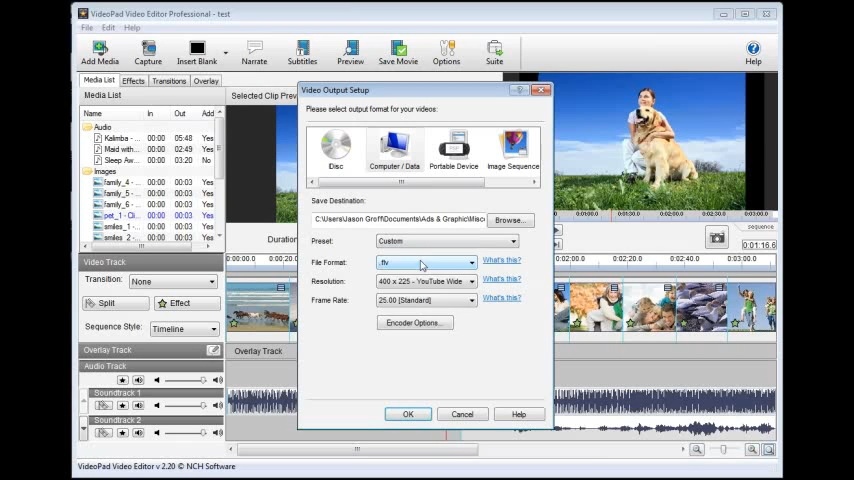 VideoPad Video Editor Professional - test
File Edit Help
Add Media Capture Insert Blank Narrate Subtitles Preview Save Movie Options Suite Help
Media List Effects Transitions Overlay
Media List
Selected Clip Prev
Name In Out Add
Audio
Kalimba - ... 00:00 05:48 Yes
Maid with... 00:00 02:49 Yes
Sleep Aw... 00:00 03:20 No
Images
family_4 - ... 00:00 00:03 Yes
family_5 - ... 00:00 00:03 Yes
family_6 - ... 00:00 00:03 Yes
pet_1 - Cli... 00:00 00:03 Yes
smiles_1 ... 00:00 00:03 Yes
smiles_2 ... 00:00 00:03 Yes
Duration
Video Output Setup
Please select output format for your videos:
Disc
Computer / Data
Portable Device
Image Sequence
Save Destination:
C:\Users\Jason Groff\Documents\Ads & Graphic\Misc
Browse...
Preset: Custom
File Format: .flv What's this?
Resolution: 400 x 225 - YouTube Wide What's this?
Frame Rate: 25.00 [Standard] What's this?
Encoder Options...
OK Cancel Help
0:02:00.0 0:03:00.0
sequence
0:01:16.6
Video Track
0:00:00.0 0:02:00.0 0:02:20.0 0:02:40.0 0:03:00.0
Transition: None
Split Effect
Sequence Style: Timeline
Overlay Track
Overlay Track
Audio Track
Soundtrack 1
Soundtrack 2
VideoPad Video Editor v 2.20 © NCH Software